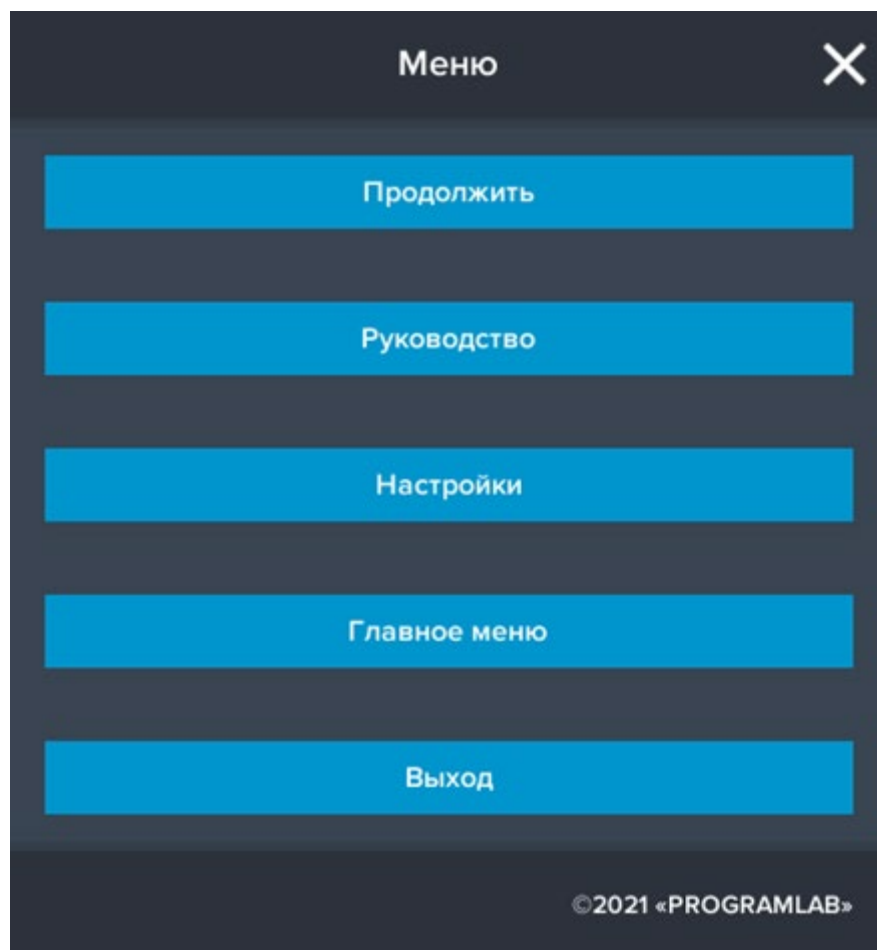 Меню
Продолжить
Руководство
Настройки
Главное меню
Выход
©2021 «PROGRAMLAB»